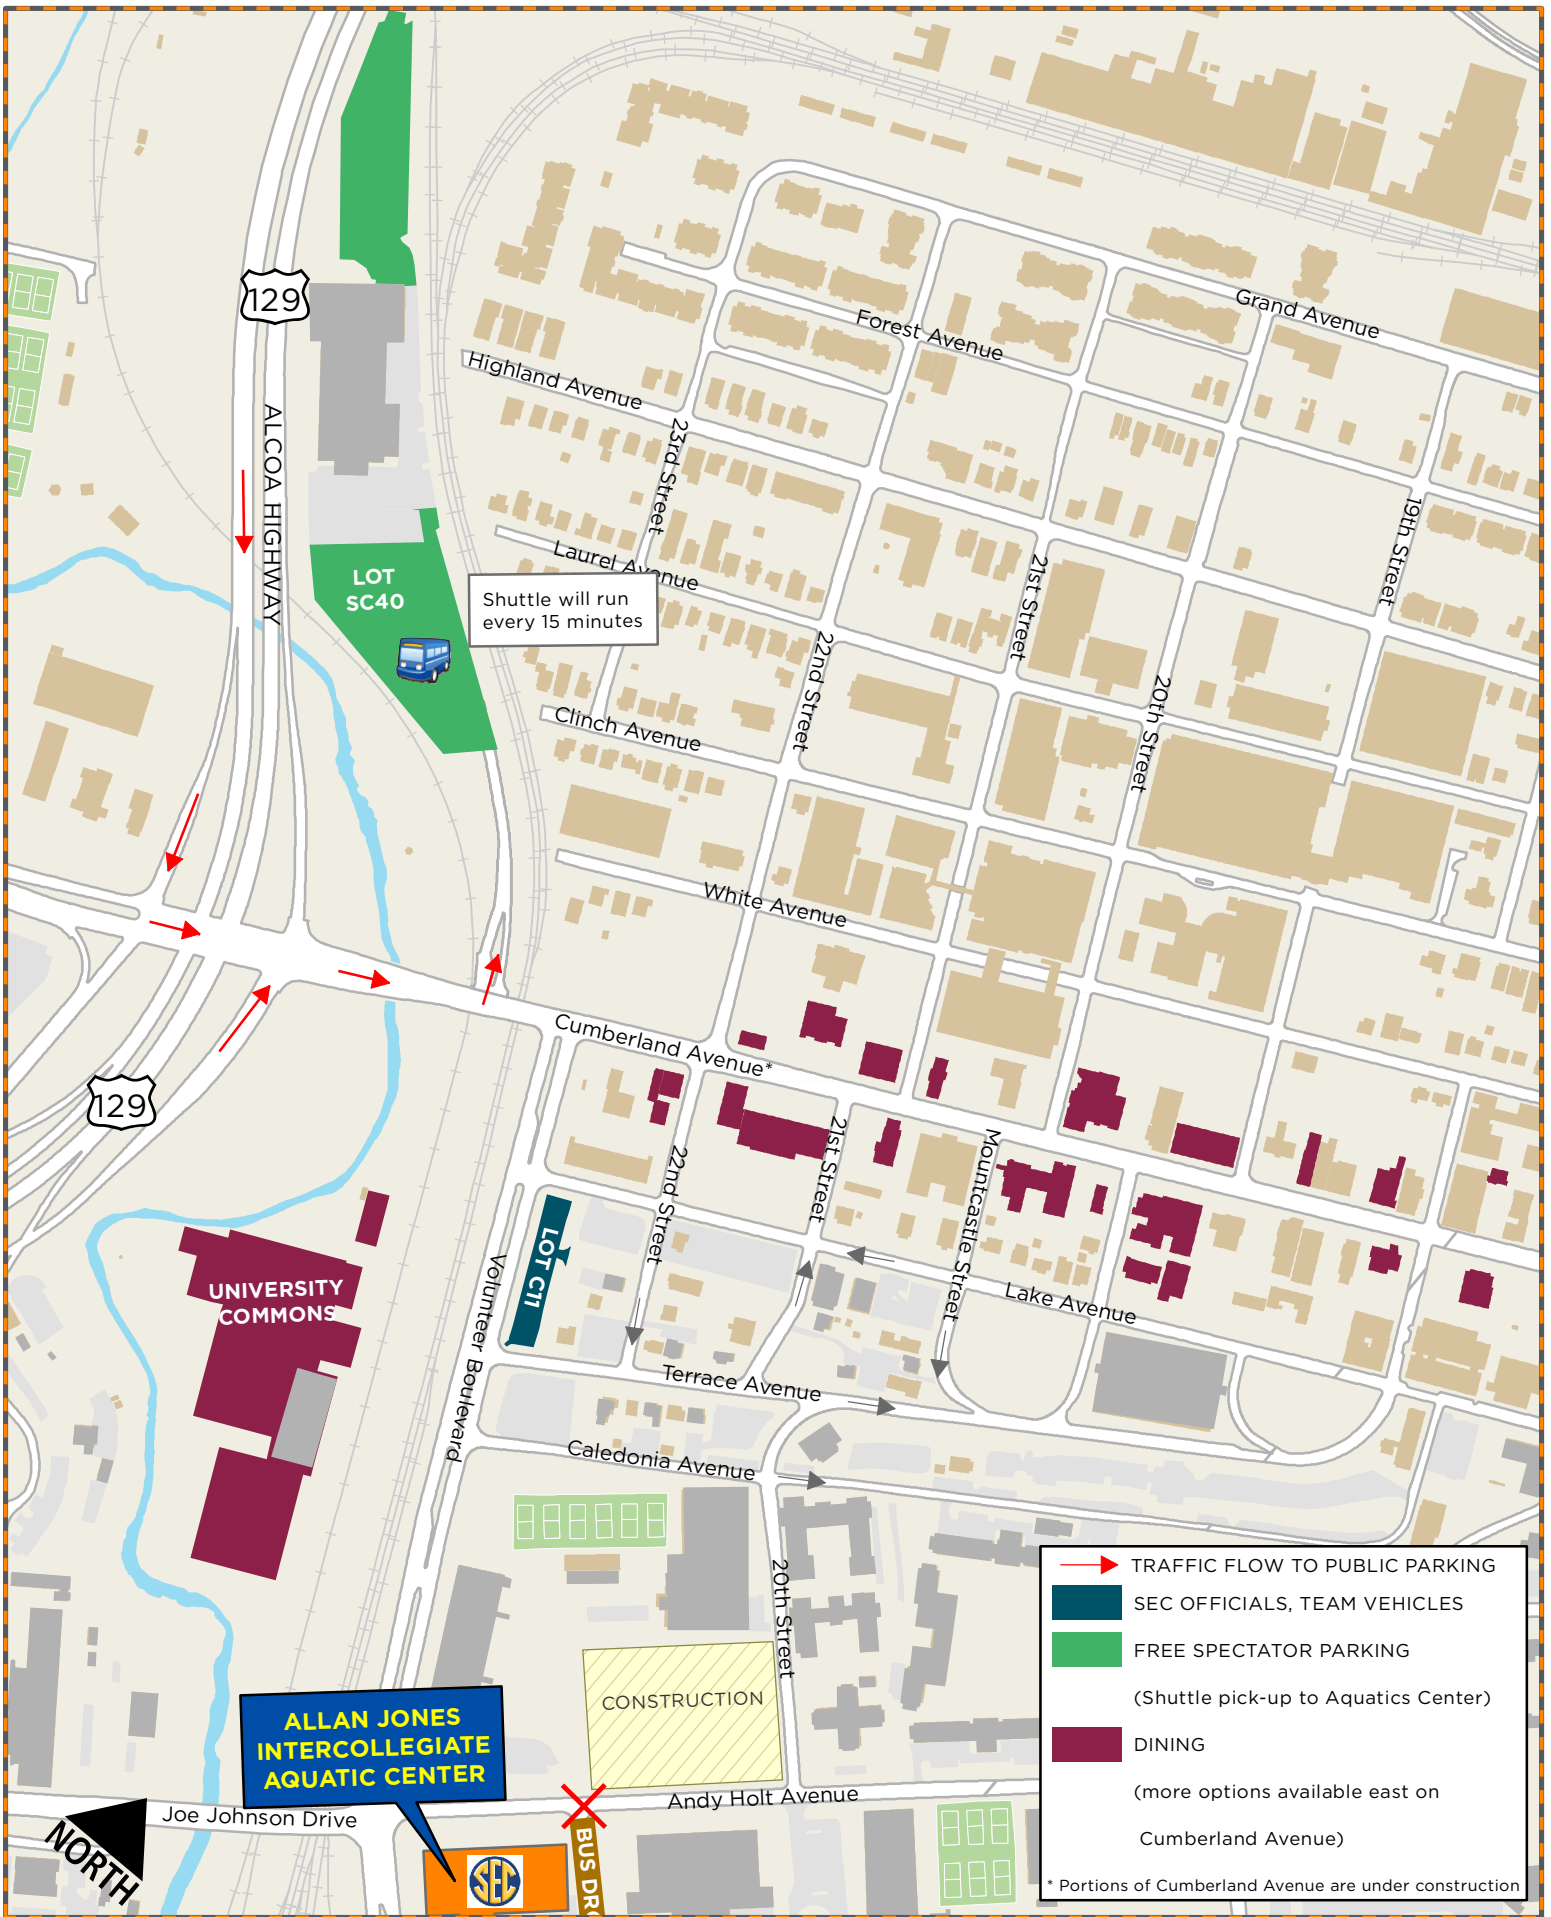 129
Grand Avenue
Forest Avenue
Highland Avenue
ALCOA HIGHWAY
23rd Street
19th Street
Laurel Avenue
LOT
SC40
Shuttle will run
every 15 minutes
21st Street
22nd Street
20th Street
Clinch Avenue
White Avenue
Cumberland Avenue*
129
22nd Street
21st Street
Mountcastle Street
LOT C11
Volunteer Boulevard
UNIVERSITY
COMMONS
Lake Avenue
Terrace Avenue
Caledonia Avenue
20th Street
CONSTRUCTION
ALLAN JONES
INTERCOLLEGIATE
AQUATIC CENTER
Andy Holt Avenue
Joe Johnson Drive
NORTH
SEC
BUS DRO
TRAFFIC FLOW TO PUBLIC PARKING
SEC OFFICIALS, TEAM VEHICLES
FREE SPECTATOR PARKING
(Shuttle pick-up to Aquatics Center)
DINING
(more options available east on
Cumberland Avenue)
* Portions of Cumberland Avenue are under construction